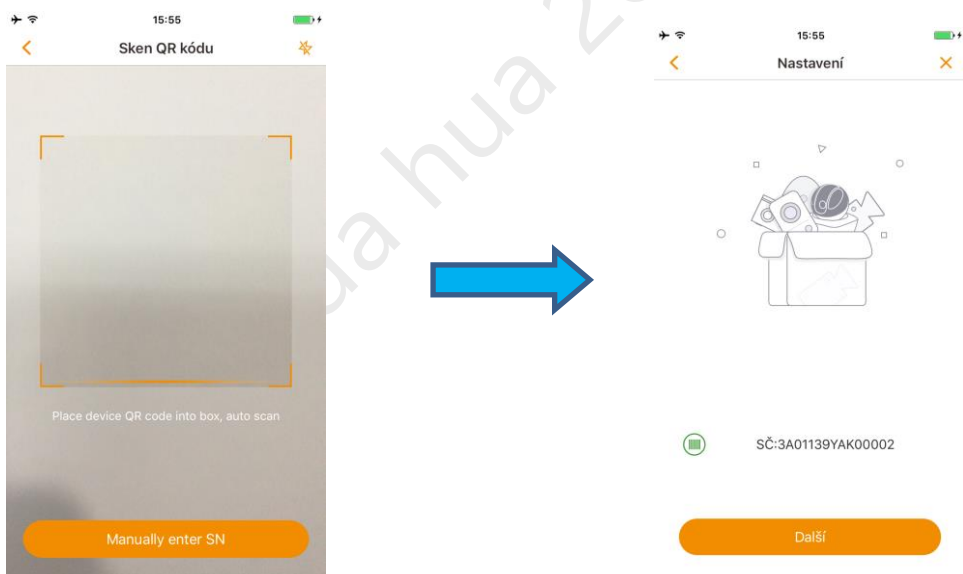 15:55
Sken QR kódu
Place device QR code into box, auto scan
Manually enter SN
15:55
Nastavení
SČ:3A01139YAK00002
Další
hua